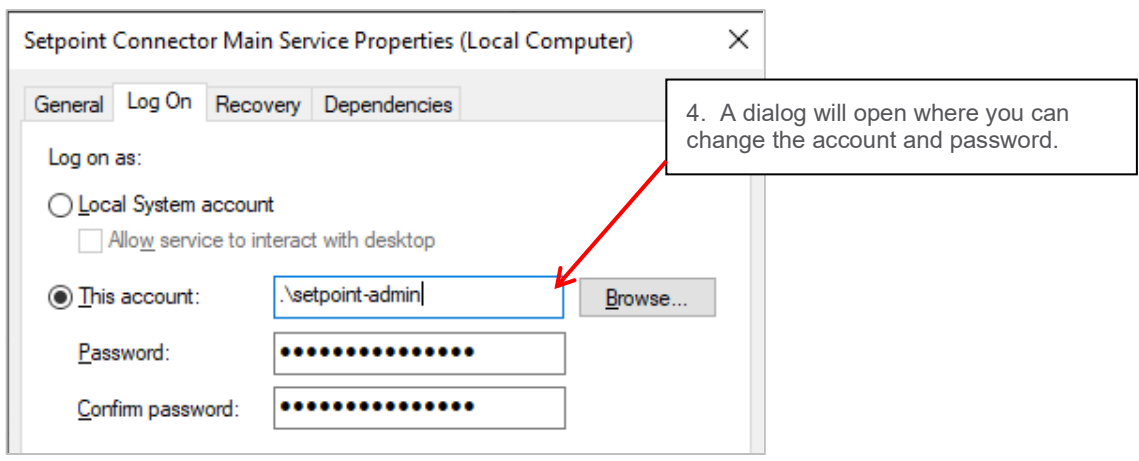 Setpoint Connector Main Service Properties (Local Computer)
General Log On Recovery Dependencies
4. A dialog will open where you can
change the account and password.
Log on as:
Local System account
Allow service to interact with desktop
This account: .\setpoint-admin Browse...
Password: ●●●●●●●●●●●●●●●
Confirm password: ●●●●●●●●●●●●●●●